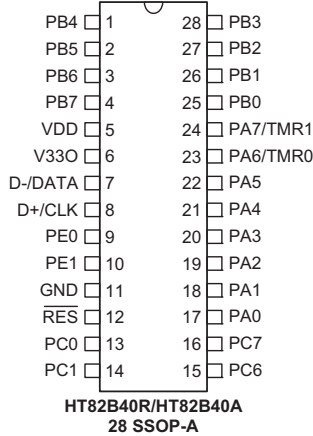 PB4 1 28 PB3
PB5 2 27 PB2
PB6 3 26 PB1
PB7 4 25 PB0
VDD 5 24 PA7/TMR1
V33O 6 23 PA6/TMR0
D-/DATA 7 22 PA5
D+/CLK 8 21 PA4
PE0 9 20 PA3
PE1 10 19 PA2
GND 11 18 PA1
RES 12 17 PA0
PC0 13 16 PC7
PC1 14 15 PC6
HT82B40R/HT82B40A
28 SSOP-A